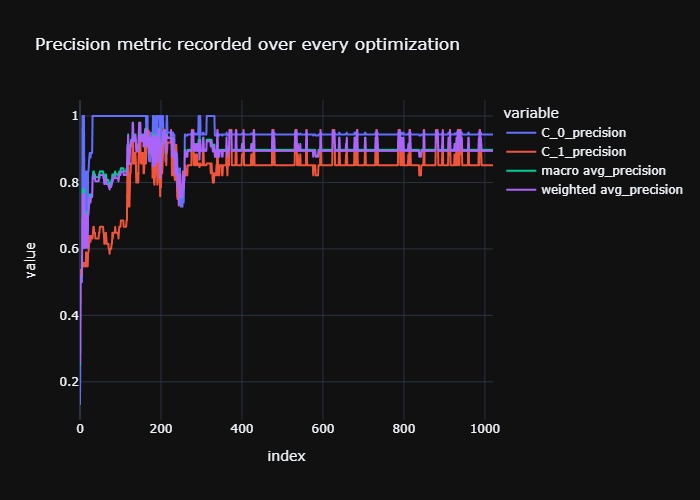 Precision metric recorded over every optimization
variable
C_0_precision
C_1_precision
macro avg_precision
weighted avg_precision
value
1
0.8
0.6
0.4
0.2
0
200
400
600
800
1000
index